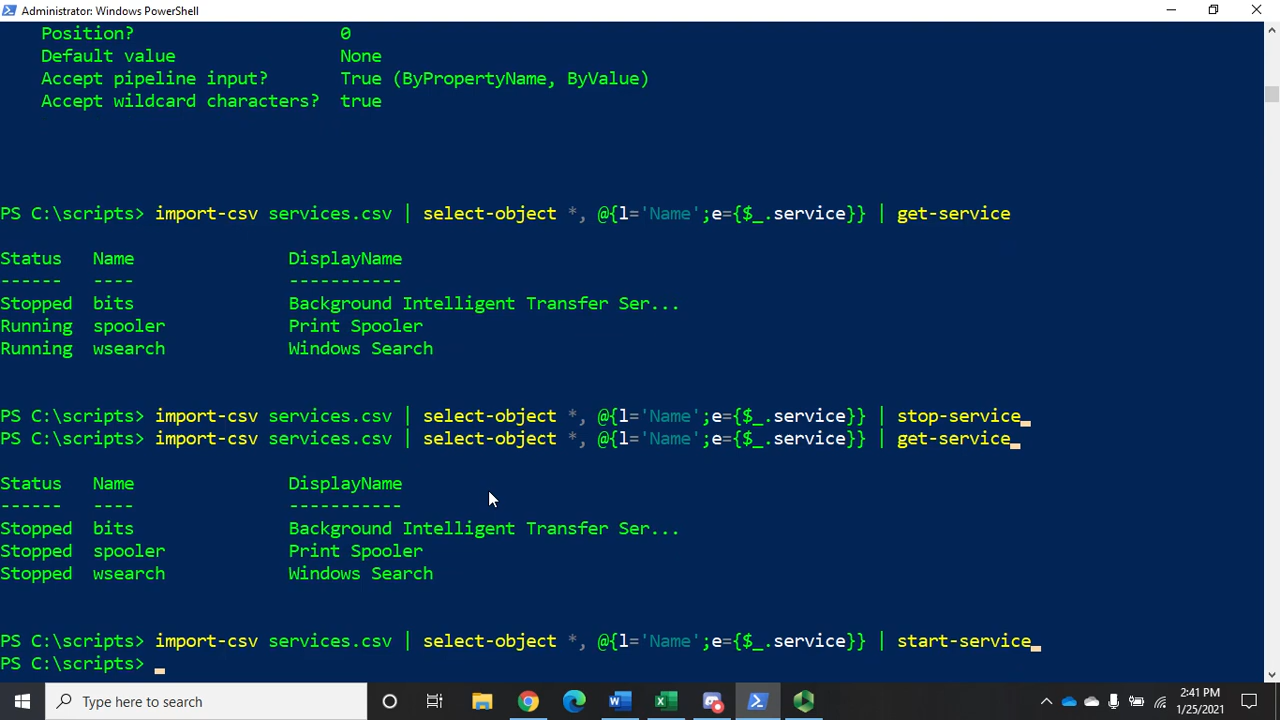 Administrator: Windows PowerShell
Position? 0
Default value None
Accept pipeline input? True (ByPropertyName, ByValue)
Accept wildcard characters? true
PS C:\scripts> import-csv services.csv | select-object *, @{l='Name';e={$_.service}} | get-service
Status Name DisplayName
------ ---- -----------
Stopped bits Background Intelligent Transfer Ser...
Running spooler Print Spooler
Running wsearch Windows Search
PS C:\scripts> import-csv services.csv | select-object *, @{l='Name';e={$_.service}} | stop-service
PS C:\scripts> import-csv services.csv | select-object *, @{l='Name';e={$_.service}} | get-service
Status Name DisplayName
------ ---- -----------
Stopped bits Background Intelligent Transfer Ser...
Stopped spooler Print Spooler
Stopped wsearch Windows Search
PS C:\scripts> import-csv services.csv | select-object *, @{l='Name';e={$_.service}} | start-service
PS C:\scripts>
Type here to search
2:41 PM
1/25/2021